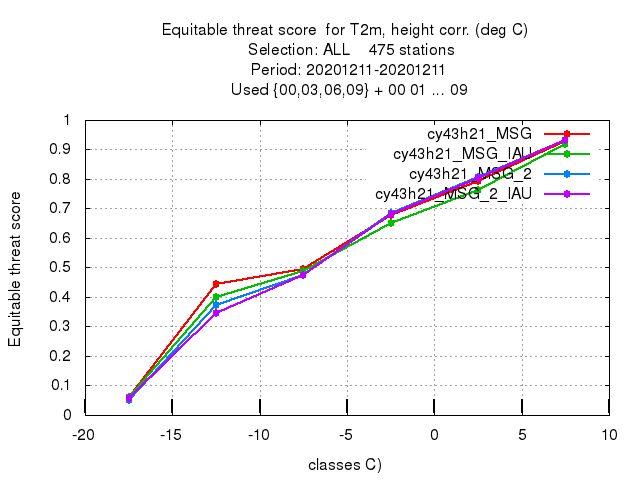 Equitable threat score  for T2m, height corr. (deg C)
Selection: ALL    475 stations
Period: 20201211-20201211
Used {00,03,06,09} + 00 01 ... 09
Equitable threat score
1
0.9
0.8
0.7
0.6
0.5
0.4
0.3
0.2
0.1
0
cy43h21_MSG
cy43h21_MSG_IAU
cy43h21_MSG_2
cy43h21_MSG_2_IAU
-20 -15 -10 -5 0 5 10
classes C)